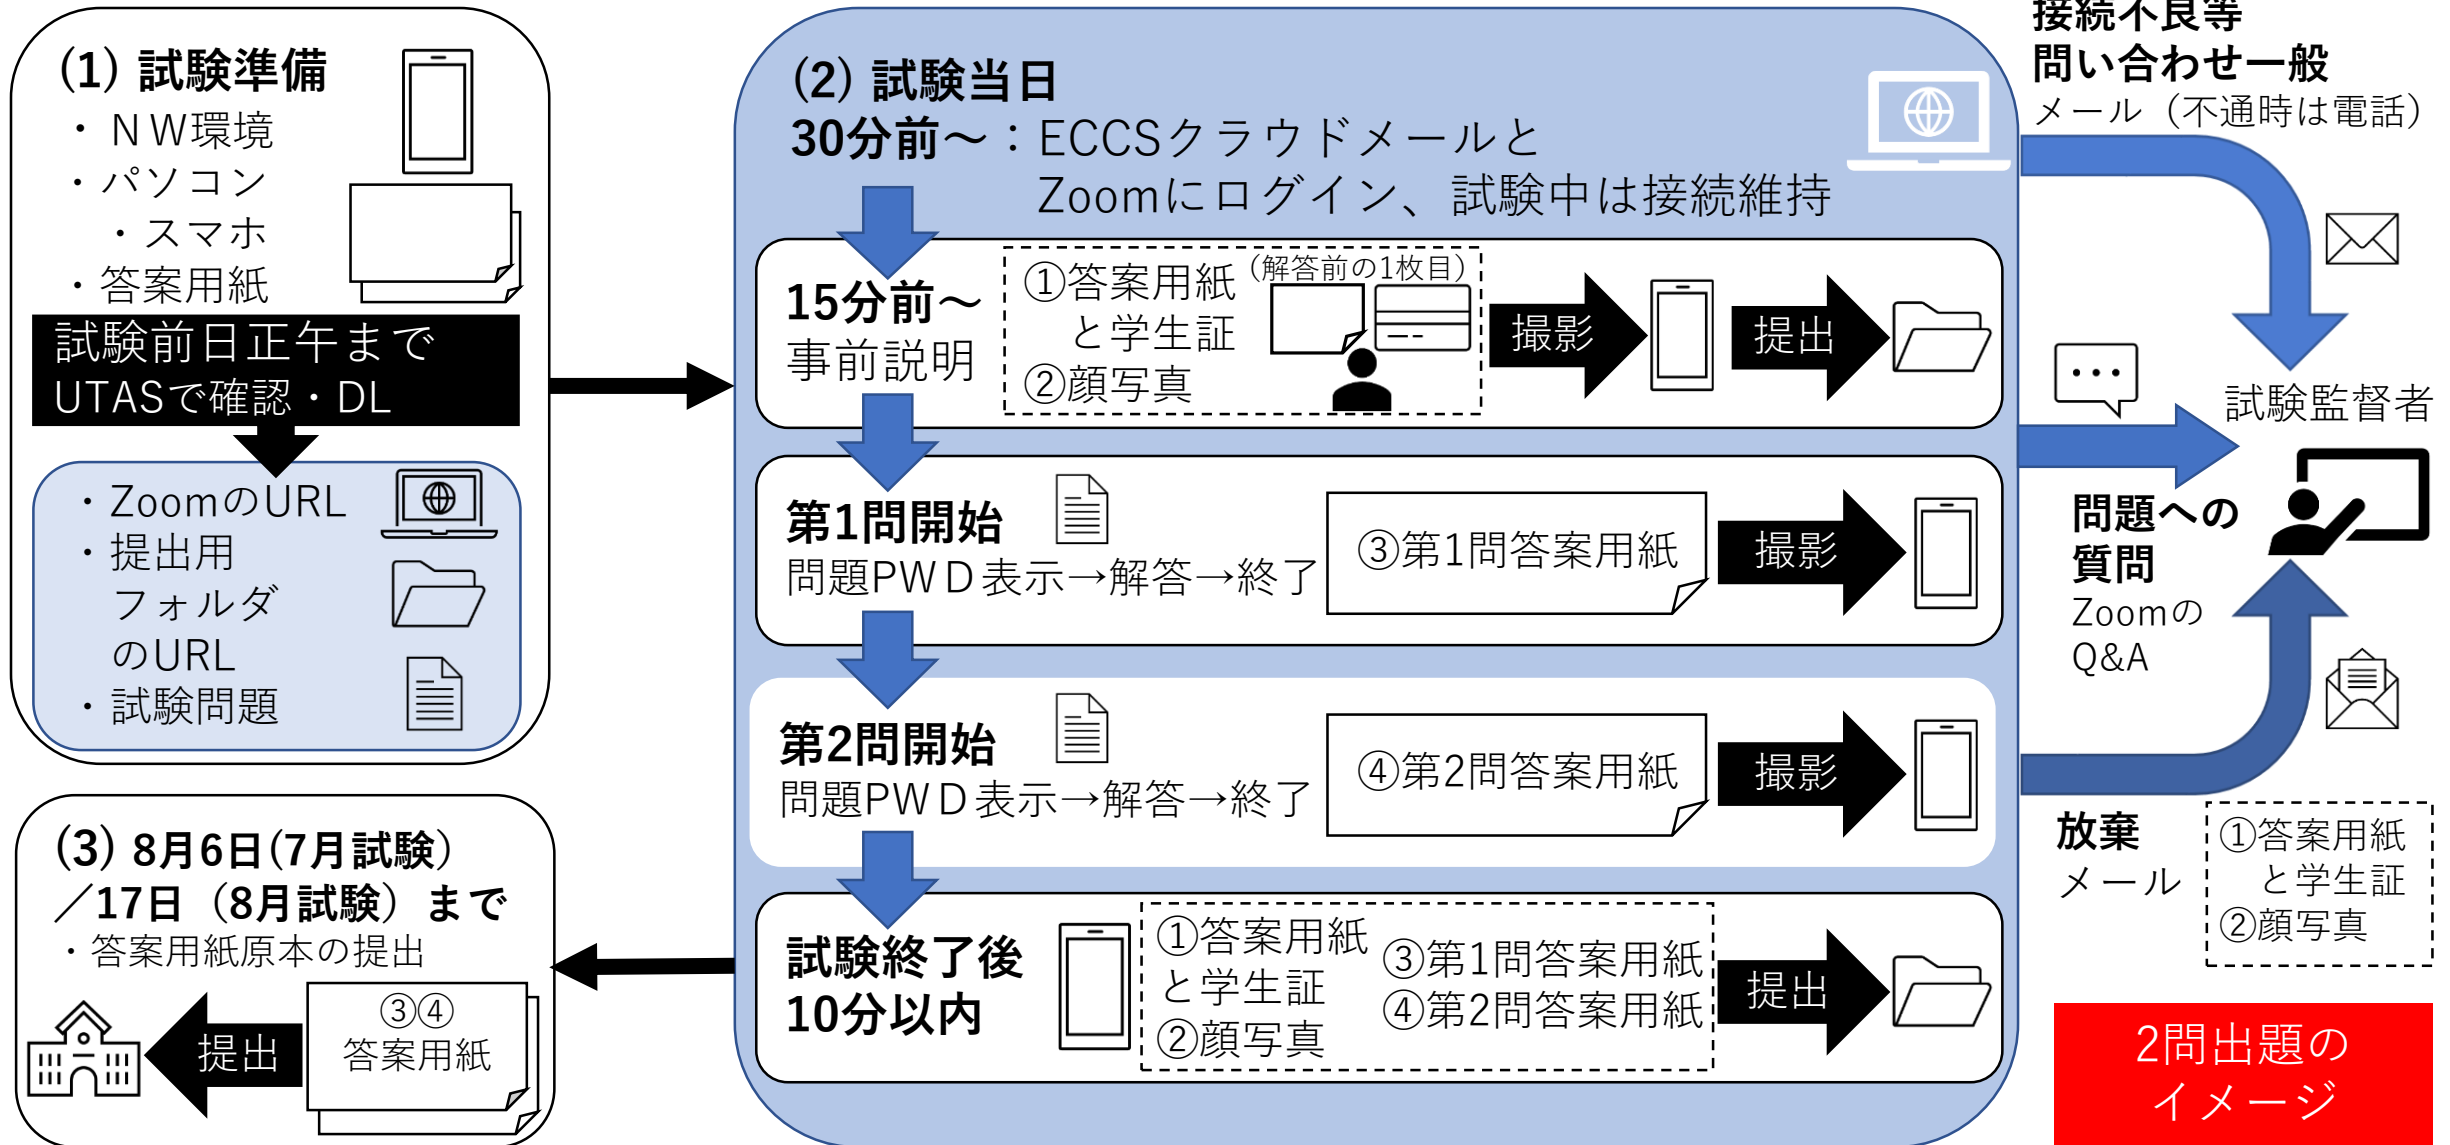 (1) 試験準備
・ＮＷ環境
・パソコン
・スマホ
・答案用紙
試験前日正午まで
UTASで確認・DL
・ZoomのURL
・提出用
フォルダ
のURL
・試験問題
(2) 試験当日
30分前～：ECCSクラウドメールと
Zoomにログイン、試験中は接続維持
15分前～
事前説明
①答案用紙（解答前の1枚目）
と学生証
②顔写真
撮影
提出
第1問開始
問題PWＤ表示→解答→終了
③第1問答案用紙
撮影
第2問開始
問題PWＤ表示→解答→終了
④第2問答案用紙
撮影
試験終了後
10分以内
①答案用紙
と学生証
②顔写真
③第1問答案用紙
④第2問答案用紙
提出
(3) 8月6日(7月試験）
／17日（8月試験）まで
・答案用紙原本の提出
③④
答案用紙
提出
接続不良等
問い合わせ一般
メール（不通時は電話）
試験監督者
問題への
質問
Zoomの
Q&A
放棄
メール
①答案用紙
と学生証
②顔写真
2問出題の
イメージ